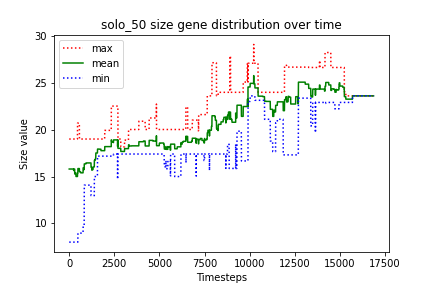 solo_50 size gene distribution over time
max
mean
min
Size value
30
25
20
15
10
0 2500 5000 7500 10000 12500 15000 17500
Timesteps